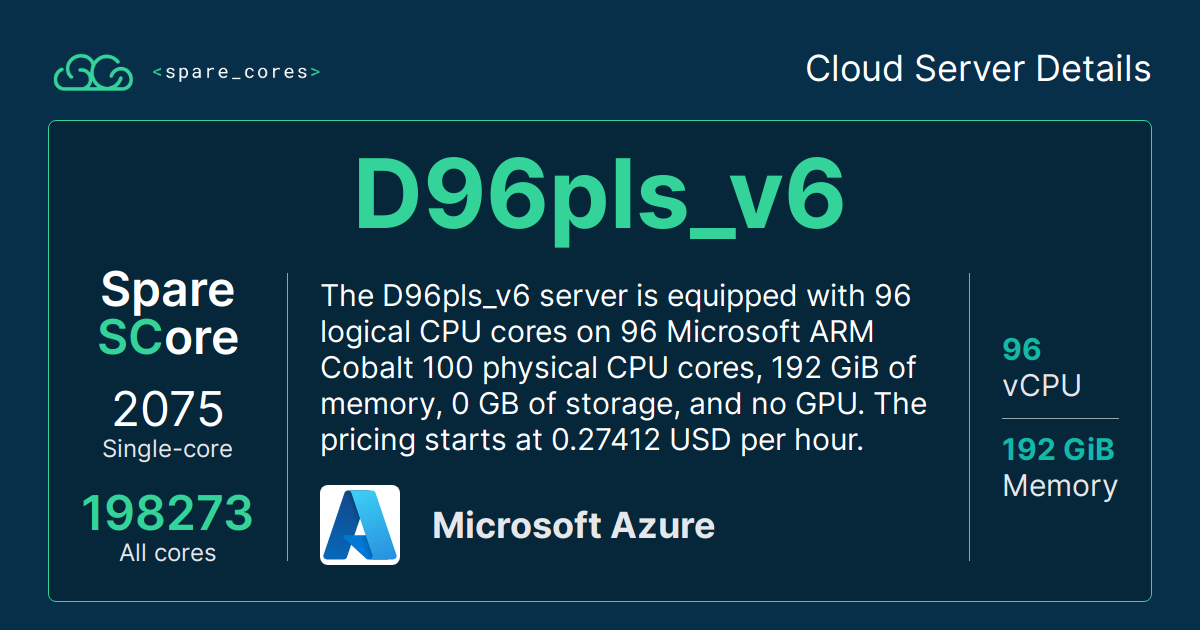 <spare_cores>
Cloud Server Details
D96pls_v6
Spare
SCore
2075
Single-core
198273
All cores
The D96pls_v6 server is equipped with 96
logical CPU cores on 96 Microsoft ARM
Cobalt 100 physical CPU cores, 192 GiB of
memory, 0 GB of storage, and no GPU. The
pricing starts at 0.27412 USD per hour.
Microsoft Azure
96
vCPU
192 GiB
Memory